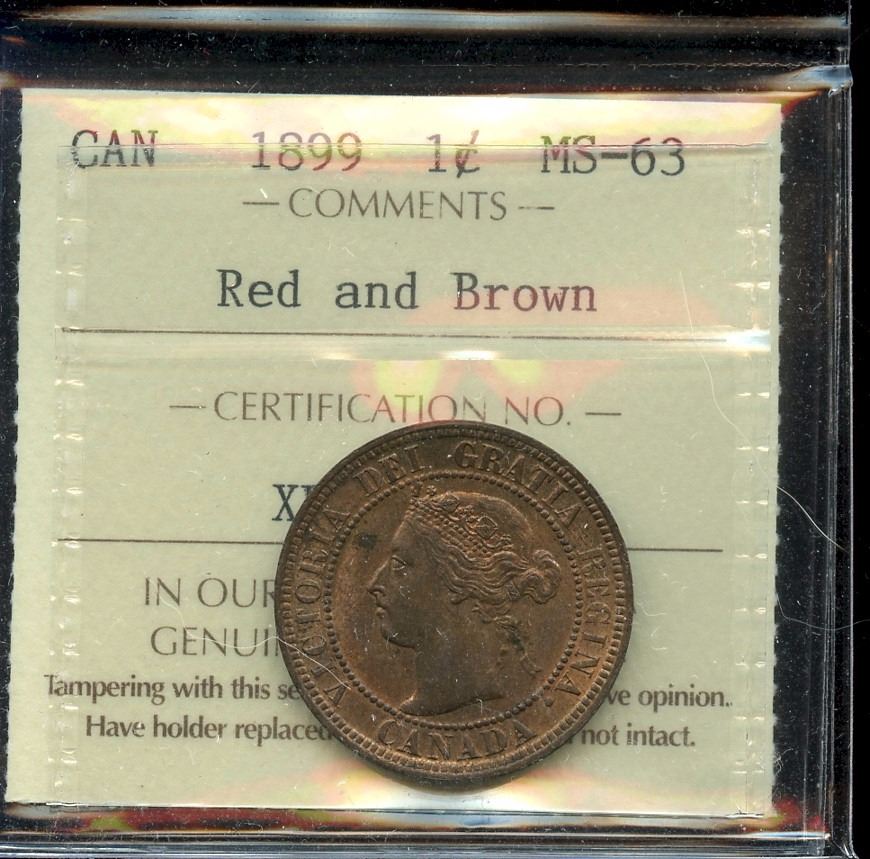 CAN 1899 1¢ MS-63
— COMMENTS —
Red and Brown
— CERTIFICATION NO. —
IN OUR
GENUI
Tampering with this se ve opinion.
Have holder replaced not intact.
VICTORIA DEI GRATIA REGINA.
CANADA